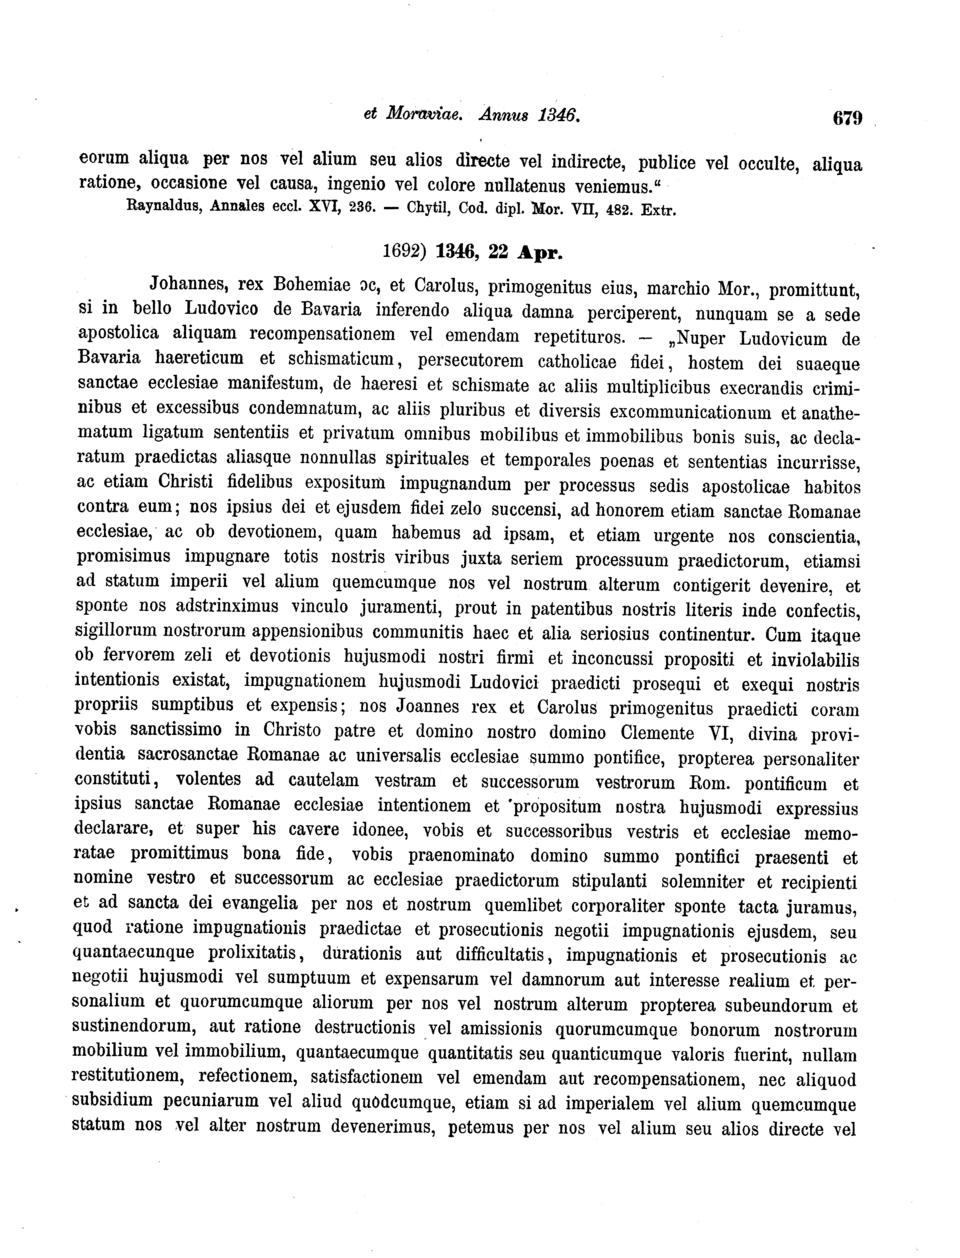 et Moraviae. Annus 1346. 679
eorum aliqua per nos vel alium seu alios directe vel indirecte, publice vel occulte, aliqua
ratione, occasione vel causa, ingenio vel colore nullatenus veniemus.“
Raynaldus, Annales eccl. XVI, 236. — Chytil, Cod. dipl. Mor. VII, 482. Extr.
1692) 1346, 22 Apr.
Johannes, rex Bohemiae ɔc, et Carolus, primogenitus eius, marchio Mor., promittunt,
si in bello Ludovico de Bavaria inferendo aliqua damna perciperent, nunquam se a sede
apostolica aliquam recompensationem vel emendam repetituros. — „Nuper Ludovicum de
Bavaria haereticum et schismaticum, persecutorem catholicae fidei, hostem dei suaeque
sanctae ecclesiae manifestum, de haeresi et schismate ac aliis multiplicibus execrandis crimi-
nibus et excessibus condemnatum, ac aliis pluribus et diversis excommunicationum et anathe-
matum ligatum sententiis et privatum omnibus mobilibus et immobilibus bonis suis, ac decla-
ratum praedictas aliasque nonnullas spirituales et temporales poenas et sententias incurrisse,
ac etiam Christi fidelibus expositum impugnandum per processus sedis apostolicae habitos
contra eum; nos ipsius dei et ejusdem fidei zelo succensi, ad honorem etiam sanctae Romanae
ecclesiae, ac ob devotionem, quam habemus ad ipsam, et etiam urgente nos conscientia,
promisimus impugnare totis nostris viribus juxta seriem processuum praedictorum, etiamsi
ad statum imperii vel alium quemcumque nos vel nostrum alterum contigerit devenire, et
sponte nos adstrinximus vinculo juramenti, prout in patentibus nostris literis inde confectis,
sigillorum nostrorum appensionibus communitis haec et alia seriosius continentur. Cum itaque
ob fervorem zeli et devotionis hujusmodi nostri firmi et inconcussi propositi et inviolabilis
intentionis existat, impugnationem hujusmodi Ludovici praedicti prosequi et exequi nostris
propriis sumptibus et expensis; nos Joannes rex et Carolus primogenitus praedicti coram
vobis sanctissimo in Christo patre et domino nostro domino Clemente VI, divina provi-
dentia sacrosanctae Romanae ac universalis ecclesiae summo pontifice, propterea personaliter
constituti, volentes ad cautelam vestram et successorum vestrorum Rom. pontificum et
ipsius sanctae Romanae ecclesiae intentionem et propositum nostra hujusmodi expressius
declarare, et super his cavere idonee, vobis et successoribus vestris et ecclesiae memo-
ratae promittimus bona fide, vobis praenominato domino summo pontifici praesenti et
nomine vestro et successorum ac ecclesiae praedictorum stipulanti solemniter et recipienti
et ad sancta dei evangelia per nos et nostrum quemlibet corporaliter sponte tacta juramus,
quod ratione impugnationis praedictae et prosecutionis negotii impugnationis ejusdem, seu
quantaecunque prolixitatis, durationis aut difficultatis, impugnationis et prosecutionis ac
negotii hujusmodi vel sumptuum et expensarum vel damnorum aut interesse realium et per-
sonalium et quorumcumque aliorum per nos vel nostrum alterum propterea subeundorum et
sustinendorum, aut ratione destructionis vel amissionis quorumcumque bonorum nostrorum
mobilium vel immobilium, quantaecumque quantitatis seu quanticumque valoris fuerint, nullam
restitutionem, refectionem, satisfactionem vel emendam aut recompensationem, nec aliquod
subsidium pecuniarum vel aliud quodcumque, etiam si ad imperialem vel alium quemcumque
statum nos vel alter nostrum devenerimus, petemus per nos vel alium seu alios directe vel